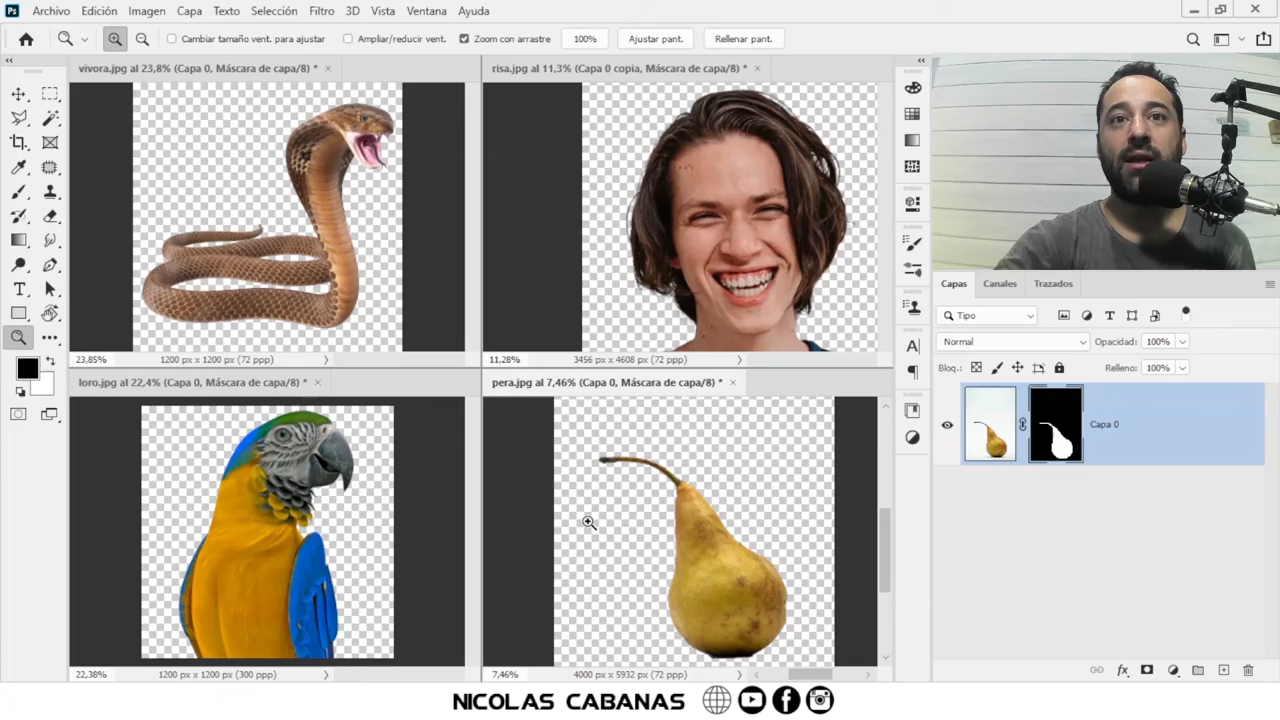 Ps Archivo Edición Imagen Capa Texto Selección Filtro 3D Vista Ventana Ayuda
Cambiar tamaño vent. para ajustar Ampliar/reducir vent. Zoom con arrastre 100% Ajustar pant. Rellenar pant.
vivora.jpg al 23,8% (Capa 0, Máscara de capa/8) *
risa.jpg al 11,3% (Capa 0 copia, Máscara de capa/8) *
23,85% 1200 px x 1200 px (72 ppp)
11,28% 3456 px x 4608 px (72 ppp)
loro.jpg al 22,4% (Capa 0, Máscara de capa/8) *
pera.jpg al 7,46% (Capa 0, Máscara de capa/8) *
22,38% 1200 px x 1200 px (300 ppp)
7,46% 4000 px x 5932 px (72 ppp)
Capas Canales Trazados
Tipo
Normal Opacidad: 100%
Bloq.: Relleno: 100%
Capa 0
NICOLAS CABANAS